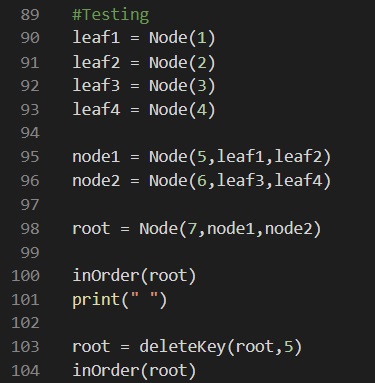 89 #Testing
90 leaf1 = Node(1)
91 leaf2 = Node(2)
92 leaf3 = Node(3)
93 leaf4 = Node(4)
94
95 node1 = Node(5,leaf1,leaf2)
96 node2 = Node(6,leaf3,leaf4)
97
98 root = Node(7,node1,node2)
99
100 inOrder(root)
101 print(" ")
102
103 root = deleteKey(root,5)
104 inOrder(root)